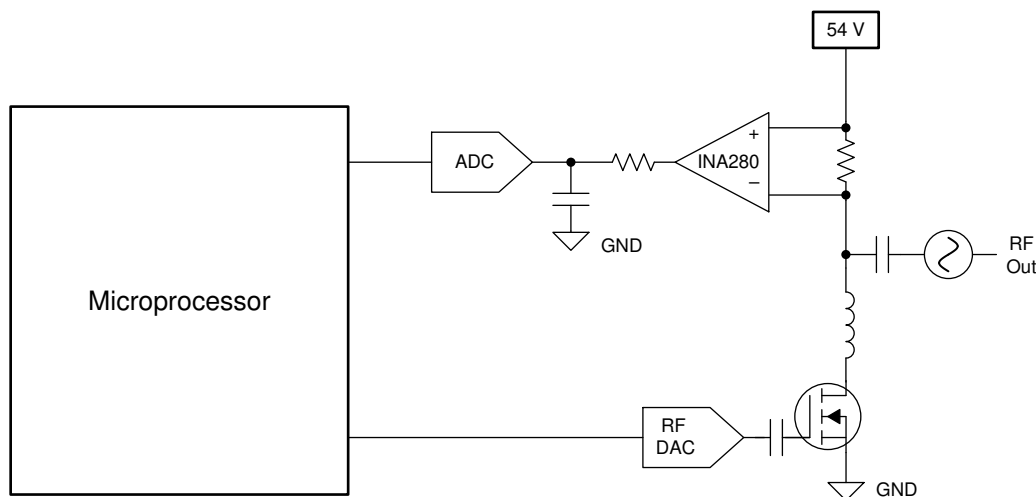 54 V
+
ADC
INA280
–
GND
RF
Out
Microprocessor
RF
DAC
GND